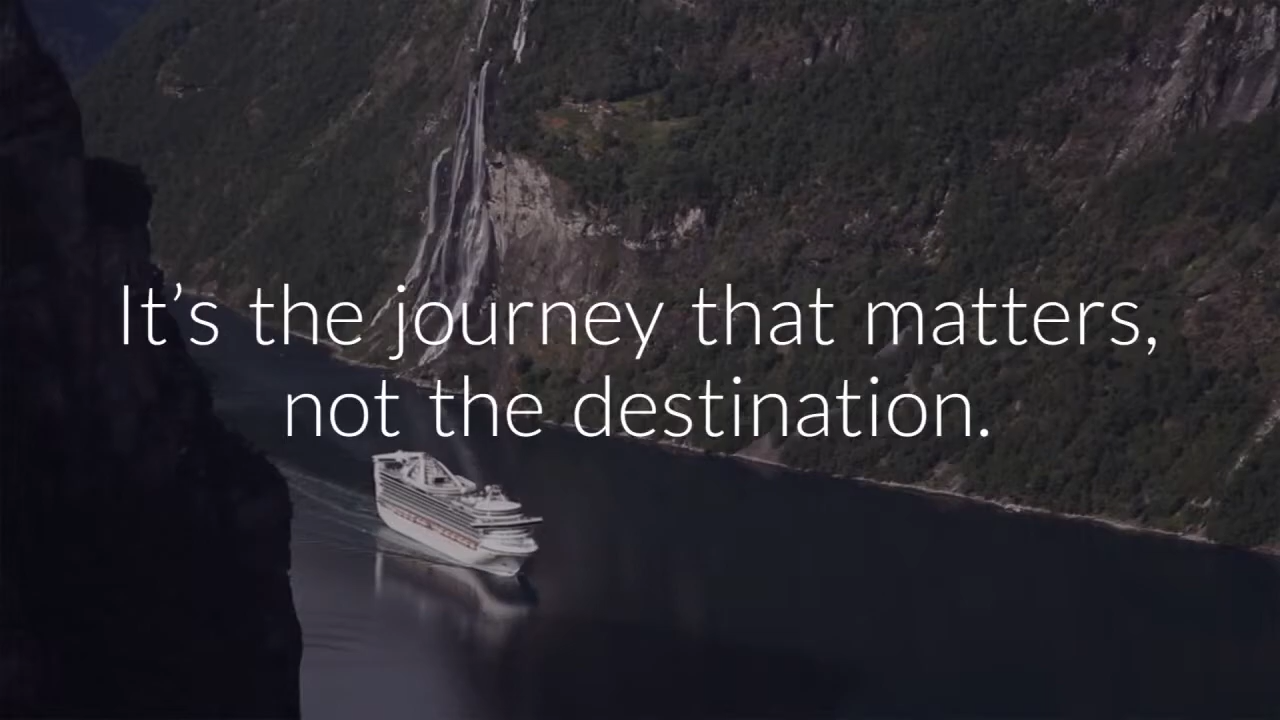 It’s the journey that matters,
not the destination.